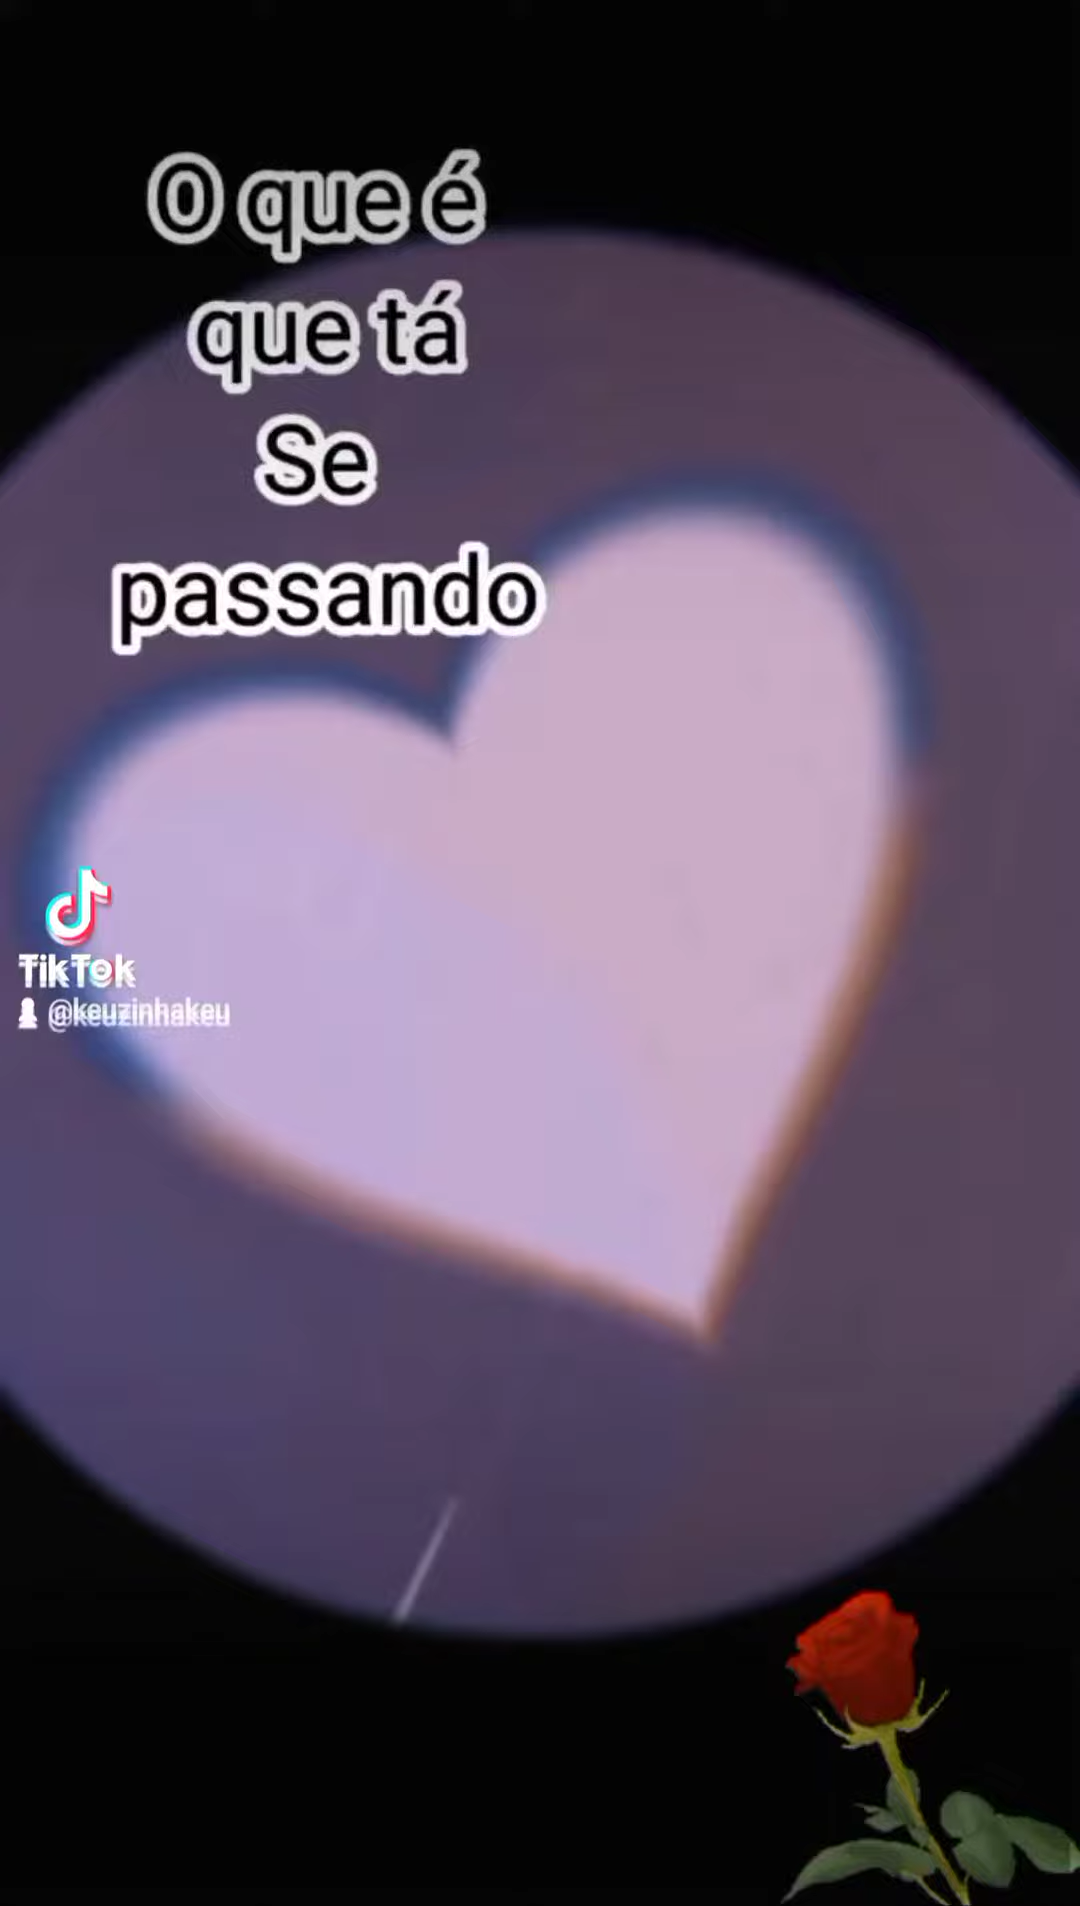 O que é
que tá
Se
passando
TikTok
@keuzinhakeu